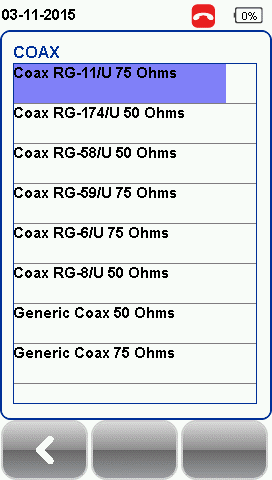 03-11-2015
0%
COAX
Coax RG-11/U 75 Ohms
Coax RG-174/U 50 Ohms
Coax RG-58/U 50 Ohms
Coax RG-59/U 75 Ohms
Coax RG-6/U 75 Ohms
Coax RG-8/U 50 Ohms
Generic Coax 50 Ohms
Generic Coax 75 Ohms